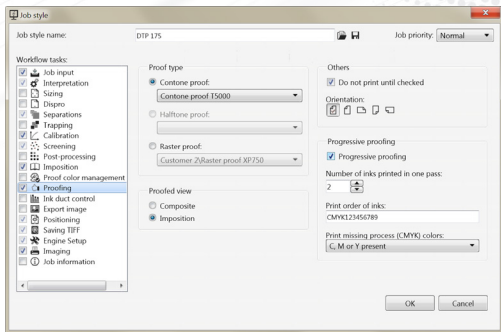 Job style
Job style name:
DTP 175
Job priority:
Normal
Workflow tasks:
Job input
Interpretation
Sizing
Dispro
Separations
Trapping
Calibration
Screening
Post-processing
Imposition
Proof color management
Proofing
Ink duct control
Export image
Positioning
Saving TIFF
Engine Setup
Imaging
Job information
Proof type
Contone proof:
Contone proof T5000
Halftone proof:
Raster proof:
Customer 2\Raster proof XP750
Proofed view
Composite
Imposition
Others
Do not print until checked
Orientation:
Progressive proofing
Progressive proofing
Number of inks printed in one pass:
2
Print order of inks:
CMYK123456789
Print missing process (CMYK) colors:
C, M or Y present
OK
Cancel